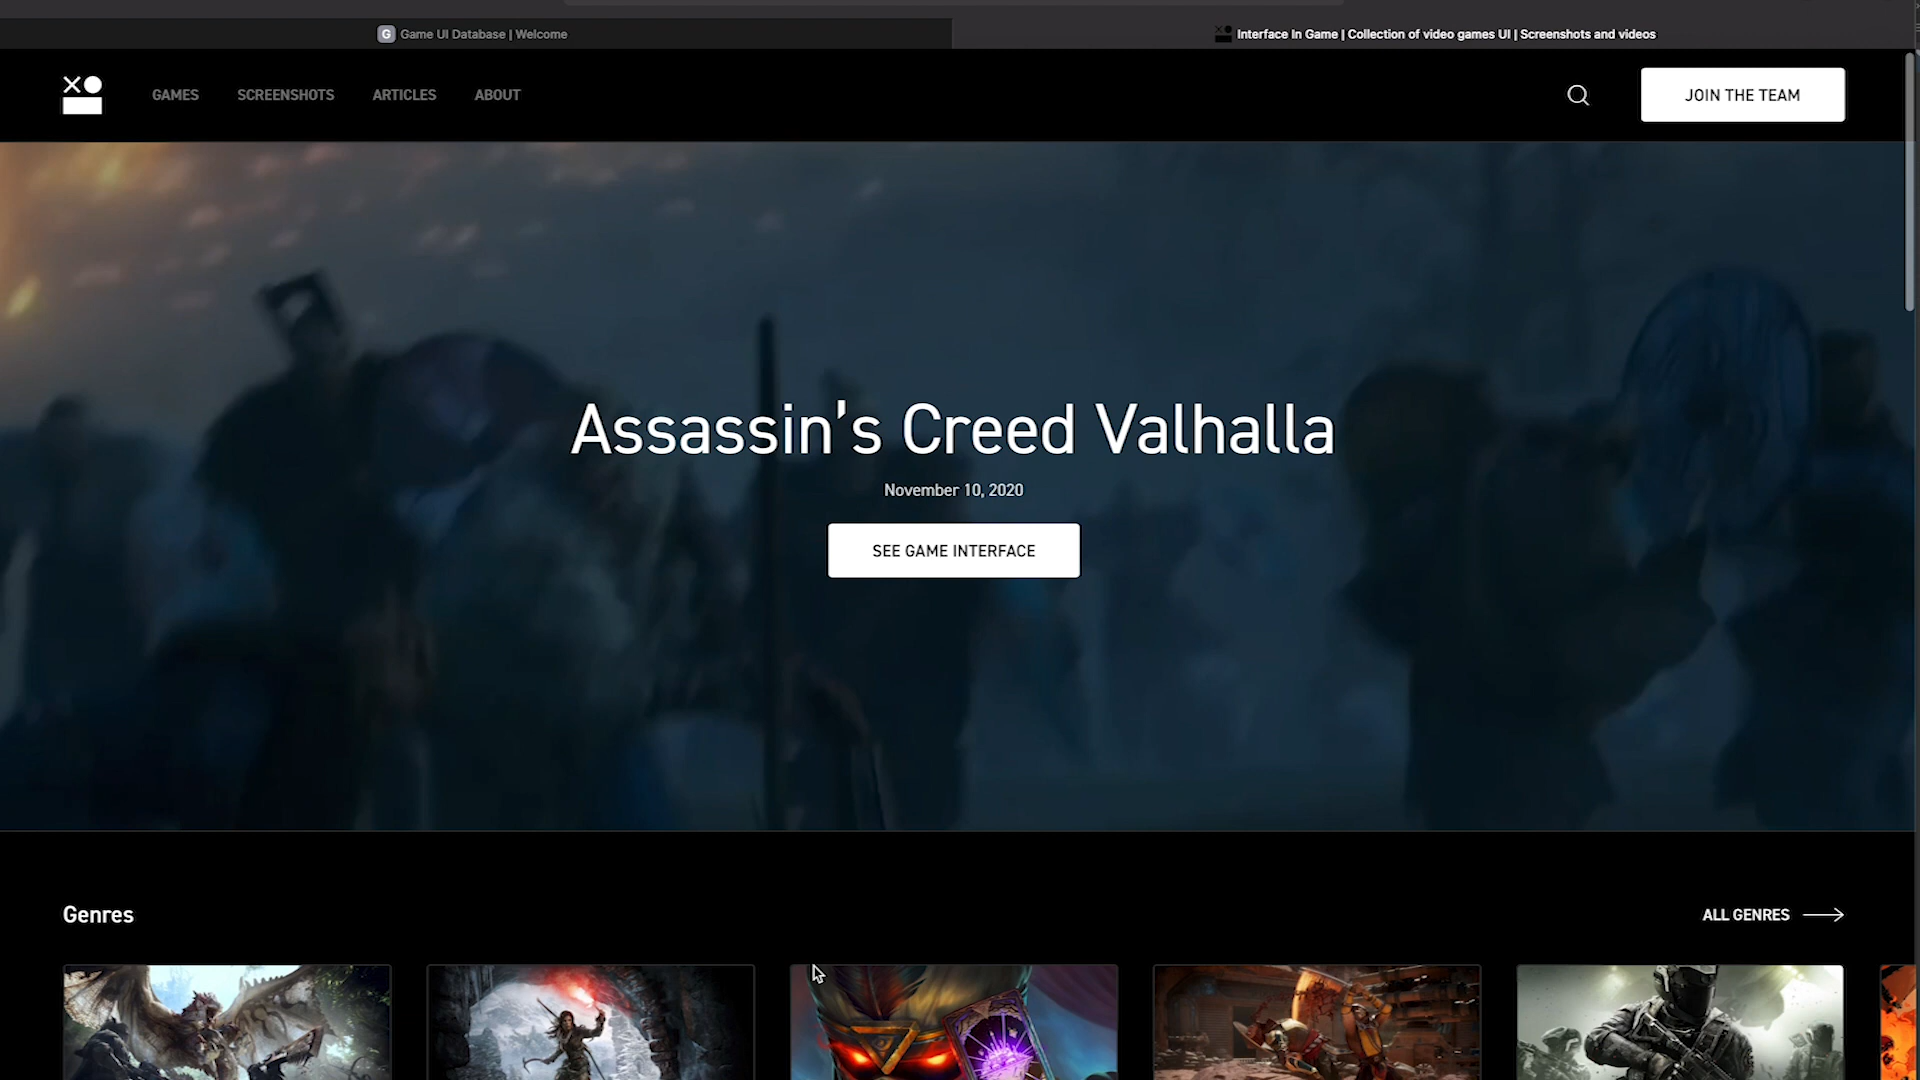 G Game UI Database | Welcome
Interface In Game | Collection of video games UI | Screenshots and videos
GAMES SCREENSHOTS ARTICLES ABOUT
JOIN THE TEAM
Assassin's Creed Valhalla
November 10, 2020
SEE GAME INTERFACE
Genres
ALL GENRES